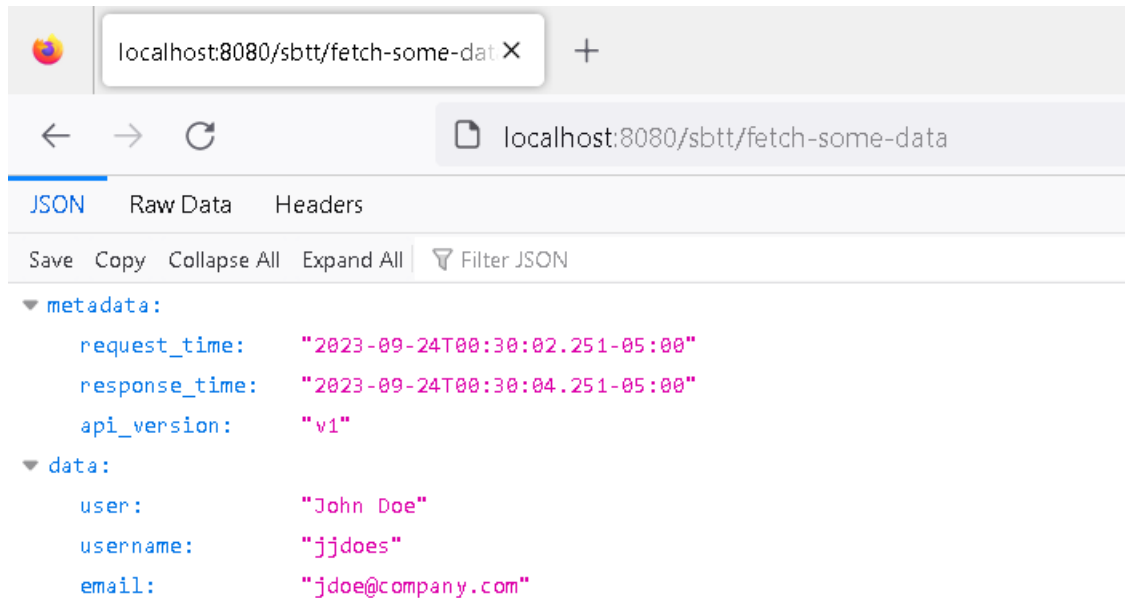 localhost:8080/sbtt/fetch-some-dat
localhost:8080/sbtt/fetch-some-data
JSON Raw Data Headers
Save Copy Collapse All Expand All Filter JSON
metadata:
request_time: "2023-09-24T00:30:02.251-05:00"
response_time: "2023-09-24T00:30:04.251-05:00"
api_version: "v1"
data:
user: "John Doe"
username: "jjdoes"
email: "jdoe@company.com"